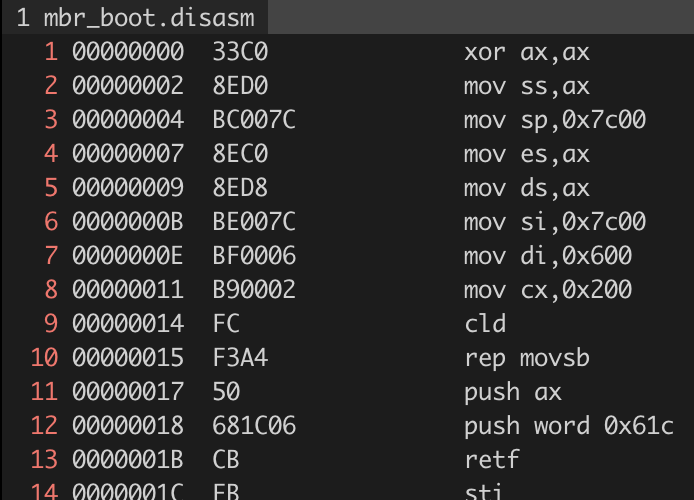 1 mbr_boot.disasm
1 00000000 33C0 xor ax,ax
2 00000002 8ED0 mov ss,ax
3 00000004 BC007C mov sp,0x7c00
4 00000007 8EC0 mov es,ax
5 00000009 8ED8 mov ds,ax
6 0000000B BE007C mov si,0x7c00
7 0000000E BF0006 mov di,0x600
8 00000011 B90002 mov cx,0x200
9 00000014 FC cld
10 00000015 F3A4 rep movsb
11 00000017 50 push ax
12 00000018 681C06 push word 0x61c
13 0000001B CB retf
14 0000001C FB sti